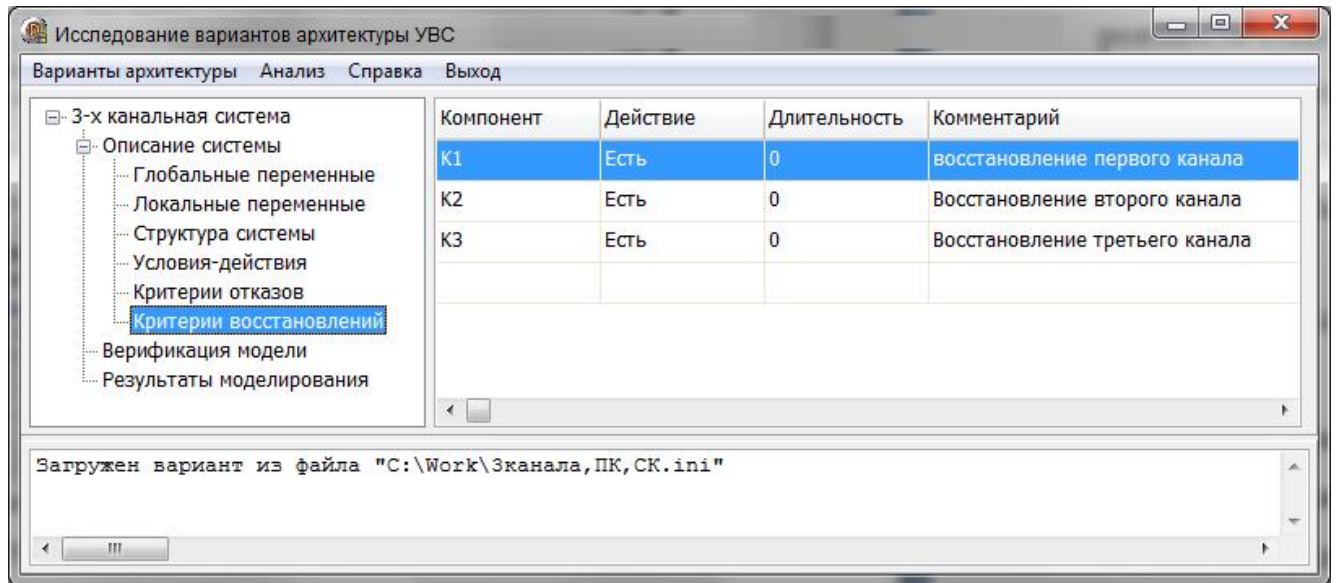 Исследование вариантов архитектуры УВС
Варианты архитектуры Анализ Справка Выход
3-х канальная система
Описание системы
Глобальные переменные
Локальные переменные
Структура системы
Условия-действия
Критерии отказов
Критерии восстановлений
Верификация модели
Результаты моделирования
Компонент Действие Длительность Комментарий
К1 Есть 0 восстановление первого канала
К2 Есть 0 Восстановление второго канала
К3 Есть 0 Восстановление третьего канала
Загружен вариант из файла "C:\Work\3канала,ПК,СК.ini"